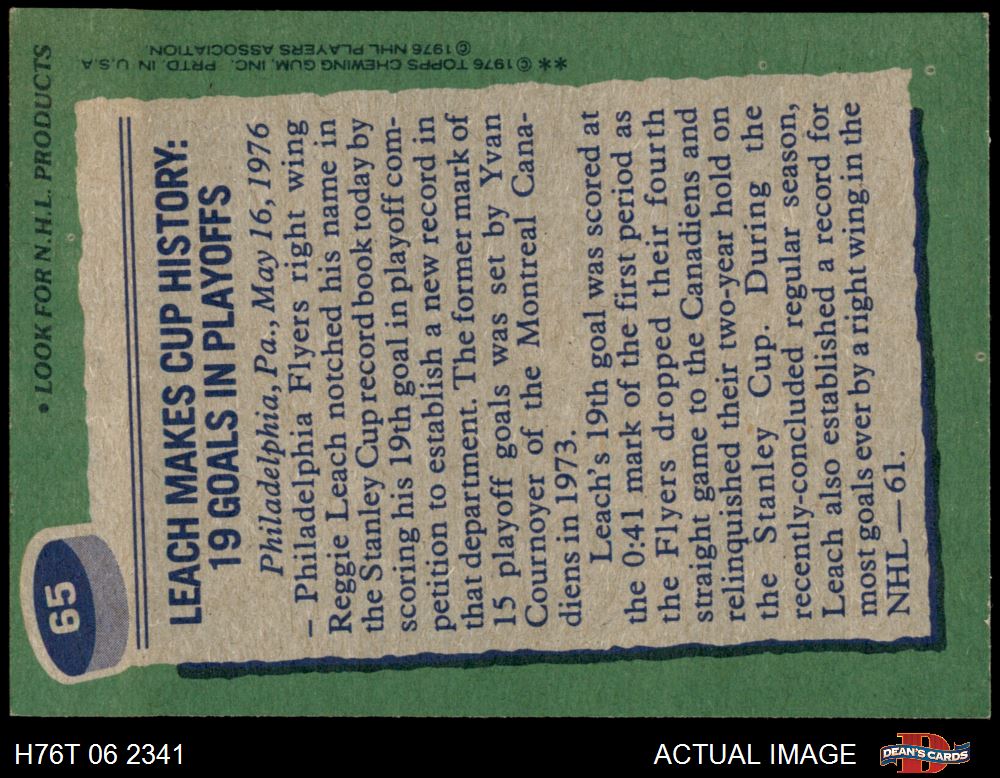 65
LEACH MAKES CUP HISTORY:
19 GOALS IN PLAYOFFS
Philadelphia, Pa., May 16, 1976
— Philadelphia Flyers right wing
Reggie Leach notched his name in
the Stanley Cup record book today by
scoring his 19th goal in playoff com-
petition to establish a new record in
that department. The former mark of
15 playoff goals was set by Yvan
Cournoyer of the Montreal Cana-
diens in 1973.
Leach's 19th goal was scored at
the 0:41 mark of the first period as
the Flyers dropped their fourth
straight game to the Canadiens and
relinquished their two-year hold on
the Stanley Cup. During the
recently-concluded regular season,
Leach also established a record for
most goals ever by a right wing in the
NHL—61.
• LOOK FOR N.H.L. PRODUCTS
**©1976 TOPPS CHEWING GUM, INC. PRTD. IN U.S.A.
©1976 NHL PLAYERS ASSOCIATION.
H76T 06 2341
ACTUAL IMAGE
DEAN'S CARDS